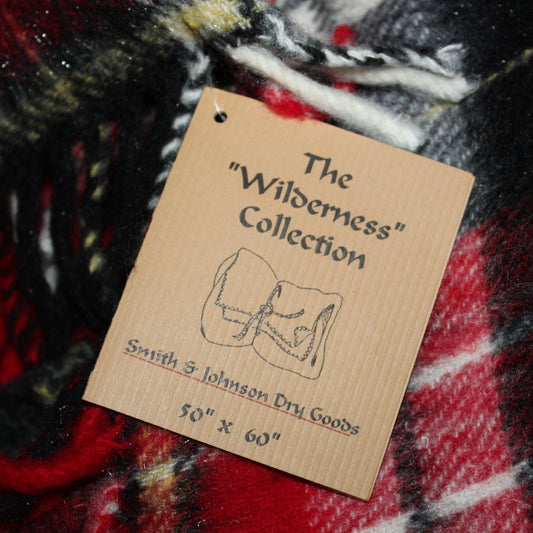 The
"Wilderness"
Collection
Smith & Johnson Dry Goods
50" x 60"